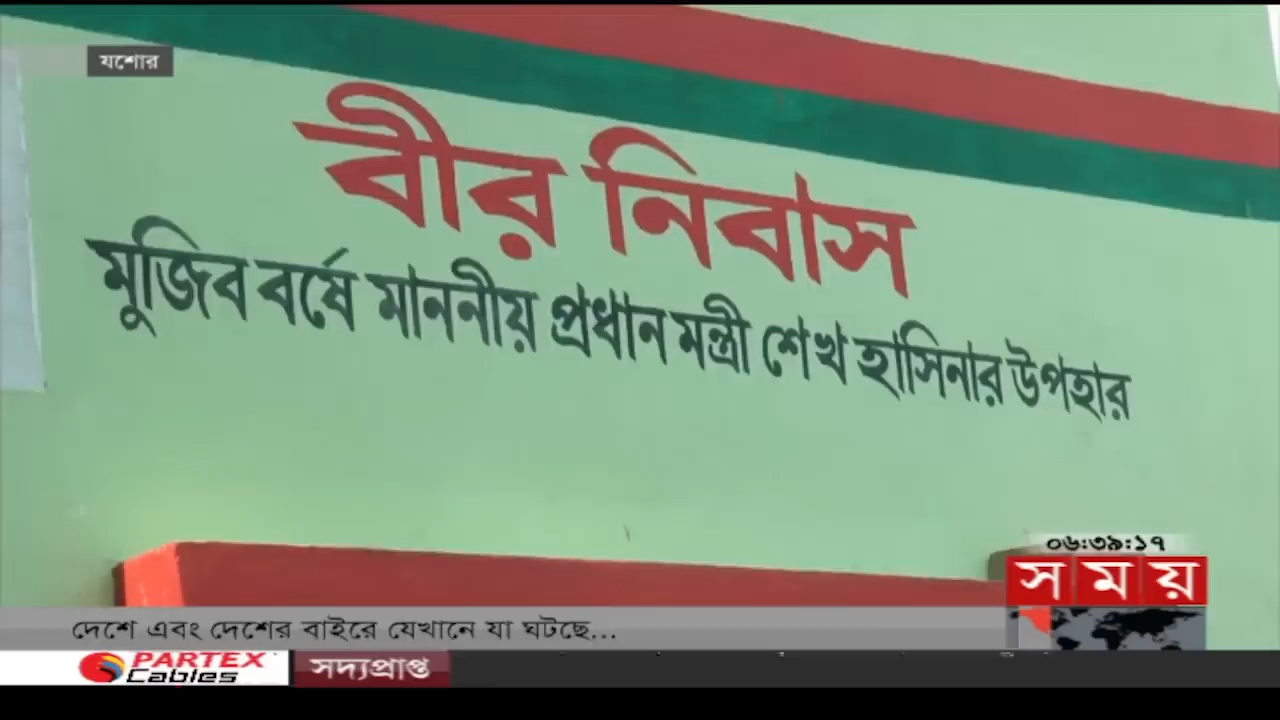 যশোর
বীর নিবাস
মুজিব বর্ষে মাননীয় প্রধান মন্ত্রী শেখ হাসিনার উপহার
০৬:৩৯:১৭
সময়
দেশে এবং দেশের বাইরে যেখানে যা ঘটছে...
PARTEX Cables
সদ্যপ্রাপ্ত